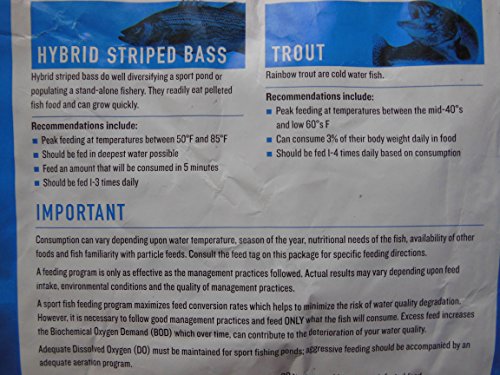 HYBRID STRIPED BASS
Hybrid striped bass do well diversifying a sport pond or
populating a stand-alone fishery. They readily eat pelleted
fish food and can grow quickly.
Recommendations include:
■ Peak feeding at temperatures between 50°F and 85°F
■ Should be fed in deepest water possible
■ Feed an amount that will be consumed in 5 minutes
■ Should be fed 1-3 times daily
TROUT
Rainbow trout are cold water fish.
Recommendations include:
■ Peak feeding at temperatures between the mid-40"s
and low 60"s F
■ Can consume 3% of their body weight daily in food
■ Should be fed 1-4 times daily based on consumption
IMPORTANT
Consumption can vary depending upon water temperature, season of the year, nutritional needs of the fish, availability of other
foods and fish familiarity with particle feeds. Consult the feed tag on this package for specific feeding directions.
A feeding program is only as effective as the management practices followed. Actual results may vary depending upon feed
intake, environmental conditions and the quality of management practices.
A sport fish feeding program maximizes feed conversion rates which helps to minimize the risk of water quality degradation.
However, it is necessary to follow good management practices and feed ONLY what the fish will consume. Excess feed increases
the Biochemical Oxygen Demand (BOD) which over time, can contribute to the deterioration of your water quality.
Adequate Dissolved Oxygen (DO) must be maintained for sport fishing ponds; aggressive feeding should be accompanied by an
adequate aeration program.